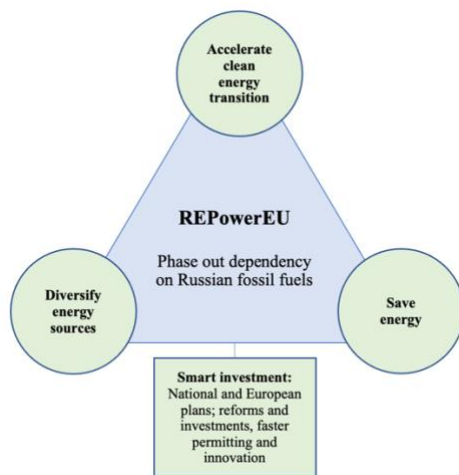 Accelerate
clean
energy
transition
REPowerEU
Phase out dependency
on Russian fossil fuels
Diversify
energy
sources
Save
energy
Smart investment:
National and European
plans; reforms and
investments, faster
permitting and
innovation